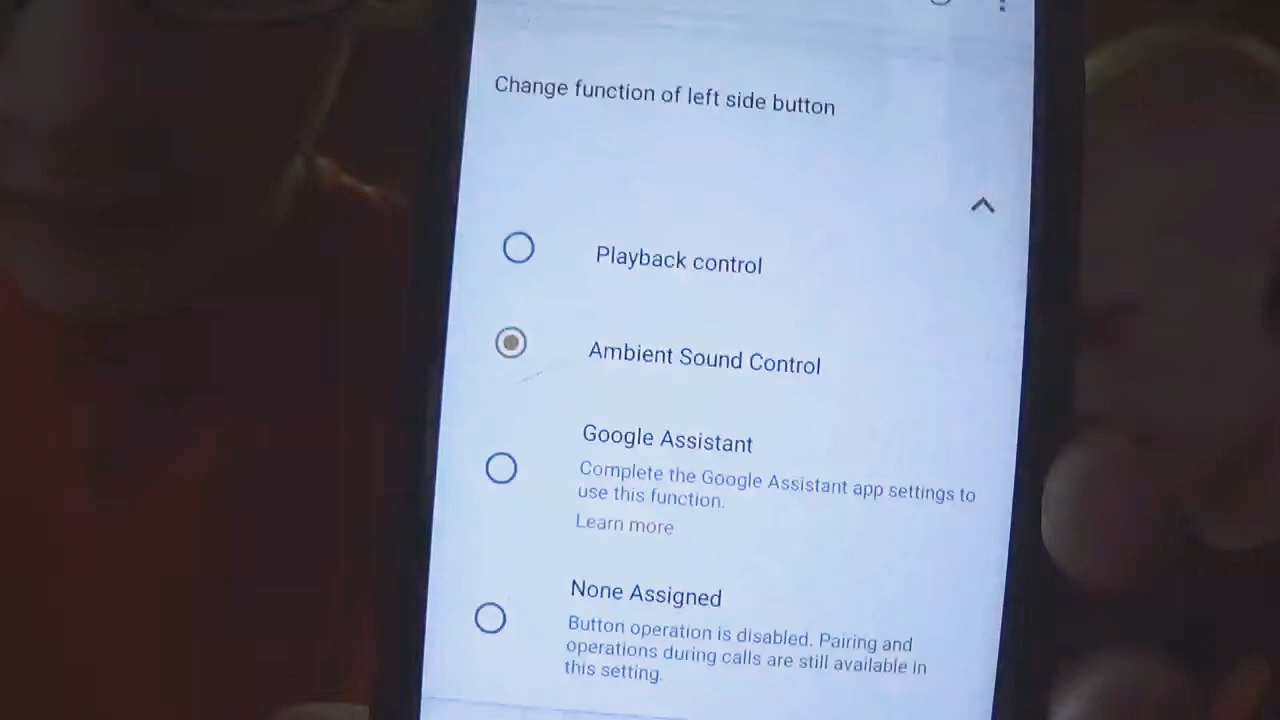 Change function of left side button
Playback control
Ambient Sound Control
Google Assistant
Complete the Google Assistant app settings to
use this function.
Learn more
None Assigned
Button operation is disabled. Pairing and
operations during calls are still available in
this setting.